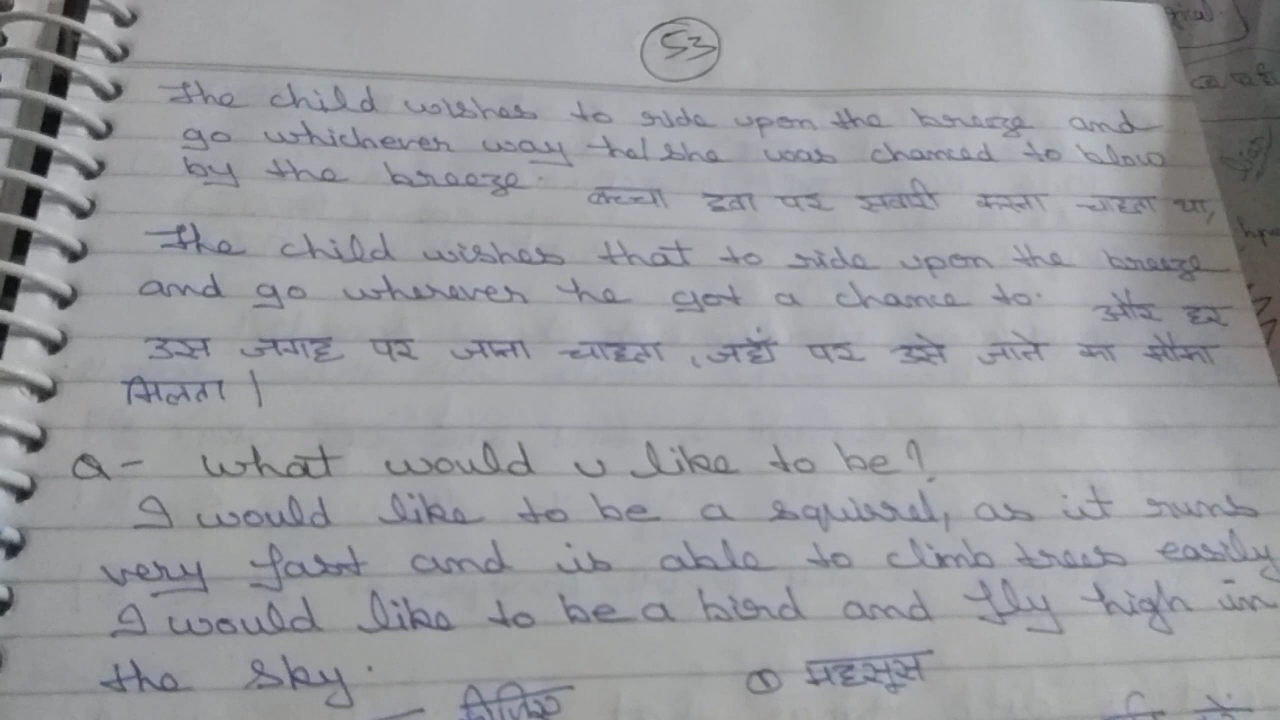 53
The child wishes to ride upon the breeze and
go whichever way he/she was chanced to blow
by the breeze. बच्चा हवा पर सवारी करना चाहता था,
The child wishes that to ride upon the breeze
and go wherever he got a chance to. और हर
उस जगह पर जाना चाहता, जहाँ पर उसे जाने का मौका
मिलता।
Q- What would u like to be?
I would like to be a squirrel, as it runs
very fast and is able to climb trees easily
I would like to be a bird and fly high in
the sky.
① महसूस